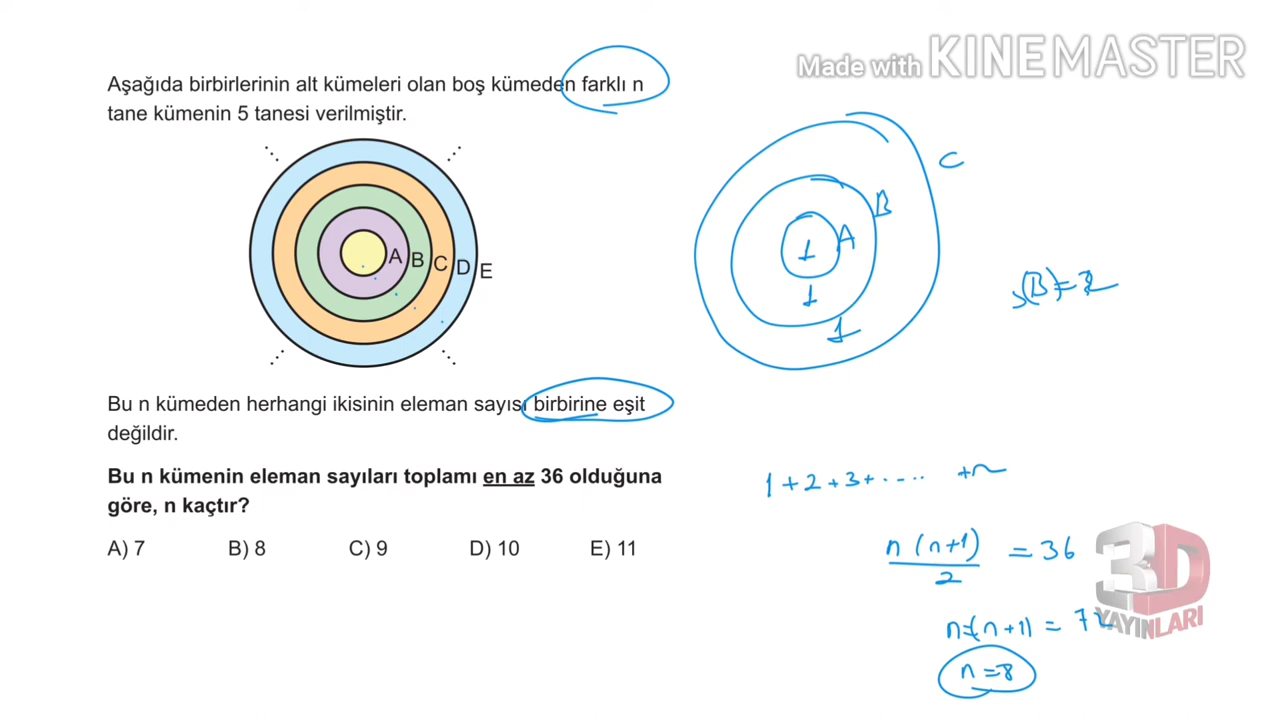 Made with KINEMASTER
Aşağıda birbirlerinin alt kümeleri olan boş kümeden farklı n
tane kümenin 5 tanesi verilmiştir.
A B C D E
A
B
C
1
1
1
s(B)=2
Bu n kümeden herhangi ikisinin eleman sayısı birbirine eşit
değildir.
Bu n kümenin eleman sayıları toplamı en az 36 olduğuna
göre, n kaçtır?
A) 7 B) 8 C) 9 D) 10 E) 11
1+2+3+.... +n
n(n+1)/2 = 36
n.(n+1) = 72
n=8
3D
YAYINLARI